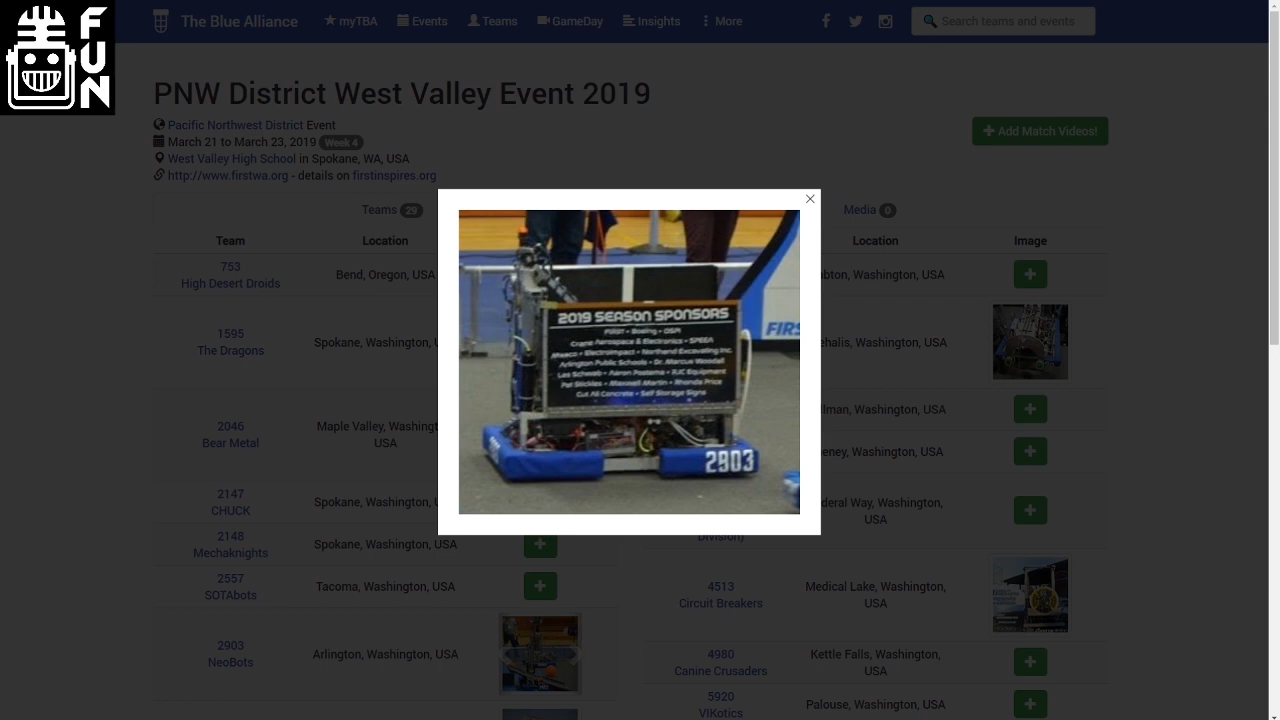 FUN
The Blue Alliance
myTBA
Events
Teams
GameDay
Insights
More
Search teams and events
PNW District West Valley Event 2019
Pacific Northwest District Event
March 21 to March 23, 2019 Week 4
West Valley High School in Spokane, WA, USA
http://www.firstwa.org - details on firstinspires.org
Add Match Videos!
Teams 29
Media 0
Team
Location
Location
Image
753
High Desert Droids
Bend, Oregon, USA
Washington, USA
1595
The Dragons
Spokane, Washington,
Washington, USA
2046
Bear Metal
Maple Valley,
USA
Washington, USA
Washington, USA
2147
CHUCK
Spokane, Washington,
Way, Washington,
USA
Division)
2148
Mechaknights
Spokane, Washington, USA
2557
SOTAbots
Tacoma, Washington, USA
4513
Circuit Breakers
Medical Lake, Washington,
USA
2903
NeoBots
Arlington, Washington, USA
4980
Canine Crusaders
Kettle Falls, Washington,
USA
5920
VIKotics
Palouse, Washington, USA
2019 SEASON SPONSORS
FIRST • Boeing • OSPI
Crane Aerospace & Electronics • SPEEA
Electroimpact • Northend Excavating Inc.
Arlington Public Schools • Dr. Marcus Woodall
Les Schwab • Aaron Postema • RJC Equipment
Pat Stickles • Maxwell Martin • Rhonda Price
Cut All Concrete • Self Storage Signs
2903